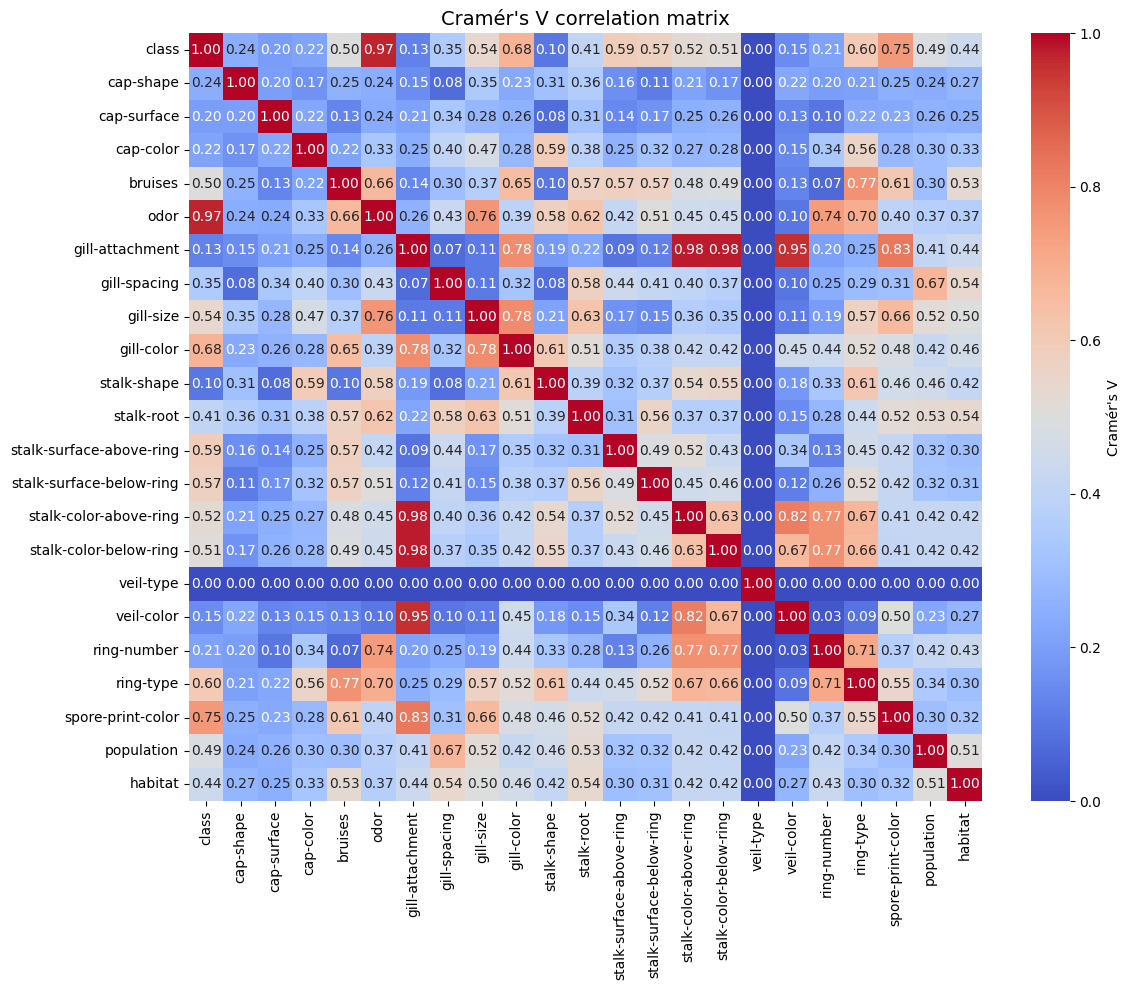 Cramér's V correlation matrix
class 1.00 0.24 0.20 0.22 0.50 0.97 0.13 0.35 0.54 0.68 0.10 0.41 0.59 0.57 0.52 0.51 0.00 0.15 0.21 0.60 0.75 0.49 0.44
cap-shape 0.24 1.00 0.20 0.17 0.25 0.24 0.15 0.08 0.35 0.23 0.31 0.36 0.16 0.11 0.21 0.17 0.00 0.22 0.20 0.21 0.25 0.24 0.27
cap-surface 0.20 0.20 1.00 0.22 0.13 0.24 0.21 0.34 0.28 0.26 0.08 0.31 0.14 0.17 0.25 0.26 0.00 0.13 0.10 0.22 0.23 0.26 0.25
cap-color 0.22 0.17 0.22 1.00 0.22 0.33 0.25 0.40 0.47 0.28 0.59 0.38 0.25 0.32 0.27 0.28 0.00 0.15 0.34 0.56 0.28 0.30 0.33
bruises 0.50 0.25 0.13 0.22 1.00 0.66 0.14 0.30 0.37 0.65 0.10 0.57 0.57 0.57 0.48 0.49 0.00 0.13 0.07 0.77 0.61 0.30 0.53
odor 0.97 0.24 0.24 0.33 0.66 1.00 0.26 0.43 0.76 0.39 0.58 0.62 0.42 0.51 0.45 0.45 0.00 0.10 0.74 0.70 0.40 0.37 0.37
gill-attachment 0.13 0.15 0.21 0.25 0.14 0.26 1.00 0.07 0.11 0.78 0.19 0.22 0.09 0.12 0.98 0.98 0.00 0.95 0.20 0.25 0.83 0.41 0.44
gill-spacing 0.35 0.08 0.34 0.40 0.30 0.43 0.07 1.00 0.11 0.32 0.08 0.58 0.44 0.41 0.40 0.37 0.00 0.10 0.25 0.29 0.31 0.67 0.54
gill-size 0.54 0.35 0.28 0.47 0.37 0.76 0.11 0.11 1.00 0.78 0.21 0.63 0.17 0.15 0.36 0.35 0.00 0.11 0.19 0.57 0.66 0.52 0.50
gill-color 0.68 0.23 0.26 0.28 0.65 0.39 0.78 0.32 0.78 1.00 0.61 0.51 0.35 0.38 0.42 0.42 0.00 0.45 0.44 0.52 0.48 0.42 0.46
stalk-shape 0.10 0.31 0.08 0.59 0.10 0.58 0.19 0.08 0.21 0.61 1.00 0.39 0.32 0.37 0.54 0.55 0.00 0.18 0.33 0.61 0.46 0.46 0.42
stalk-root 0.41 0.36 0.31 0.38 0.57 0.62 0.22 0.58 0.63 0.51 0.39 1.00 0.31 0.56 0.37 0.37 0.00 0.15 0.28 0.44 0.52 0.53 0.54
stalk-surface-above-ring 0.59 0.16 0.14 0.25 0.57 0.42 0.09 0.44 0.17 0.35 0.32 0.31 1.00 0.49 0.52 0.43 0.00 0.34 0.13 0.45 0.42 0.32 0.30
stalk-surface-below-ring 0.57 0.11 0.17 0.32 0.57 0.51 0.12 0.41 0.15 0.38 0.37 0.56 0.49 1.00 0.45 0.46 0.00 0.12 0.26 0.52 0.42 0.32 0.31
stalk-color-above-ring 0.52 0.21 0.25 0.27 0.48 0.45 0.98 0.40 0.36 0.42 0.54 0.37 0.52 0.45 1.00 0.63 0.00 0.82 0.77 0.67 0.41 0.42 0.42
stalk-color-below-ring 0.51 0.17 0.26 0.28 0.49 0.45 0.98 0.37 0.35 0.42 0.55 0.37 0.43 0.46 0.63 1.00 0.00 0.67 0.77 0.66 0.41 0.42 0.42
veil-type 0.00 0.00 0.00 0.00 0.00 0.00 0.00 0.00 0.00 0.00 0.00 0.00 0.00 0.00 0.00 0.00 1.00 0.00 0.00 0.00 0.00 0.00 0.00
veil-color 0.15 0.22 0.13 0.15 0.13 0.10 0.95 0.10 0.11 0.45 0.18 0.15 0.34 0.12 0.82 0.67 0.00 1.00 0.03 0.09 0.50 0.23 0.27
ring-number 0.21 0.20 0.10 0.34 0.07 0.74 0.20 0.25 0.19 0.44 0.33 0.28 0.13 0.26 0.77 0.77 0.00 0.03 1.00 0.71 0.37 0.42 0.43
ring-type 0.60 0.21 0.22 0.56 0.77 0.70 0.25 0.29 0.57 0.52 0.61 0.44 0.45 0.52 0.67 0.66 0.00 0.09 0.71 1.00 0.55 0.34 0.30
spore-print-color 0.75 0.25 0.23 0.28 0.61 0.40 0.83 0.31 0.66 0.48 0.46 0.52 0.42 0.42 0.41 0.41 0.00 0.50 0.37 0.55 1.00 0.30 0.32
population 0.49 0.24 0.26 0.30 0.30 0.37 0.41 0.67 0.52 0.42 0.46 0.53 0.32 0.32 0.42 0.42 0.00 0.23 0.42 0.34 0.30 1.00 0.51
habitat 0.44 0.27 0.25 0.33 0.53 0.37 0.44 0.54 0.50 0.46 0.42 0.54 0.30 0.31 0.42 0.42 0.00 0.27 0.43 0.30 0.32 0.51 1.00
class
cap-shape
cap-surface
cap-color
bruises
odor
gill-attachment
gill-spacing
gill-size
gill-color
stalk-shape
stalk-root
stalk-surface-above-ring
stalk-surface-below-ring
stalk-color-above-ring
stalk-color-below-ring
veil-type
veil-color
ring-number
ring-type
spore-print-color
population
habitat
1.0
0.8
0.6
0.4
0.2
0.0
Cramér's V